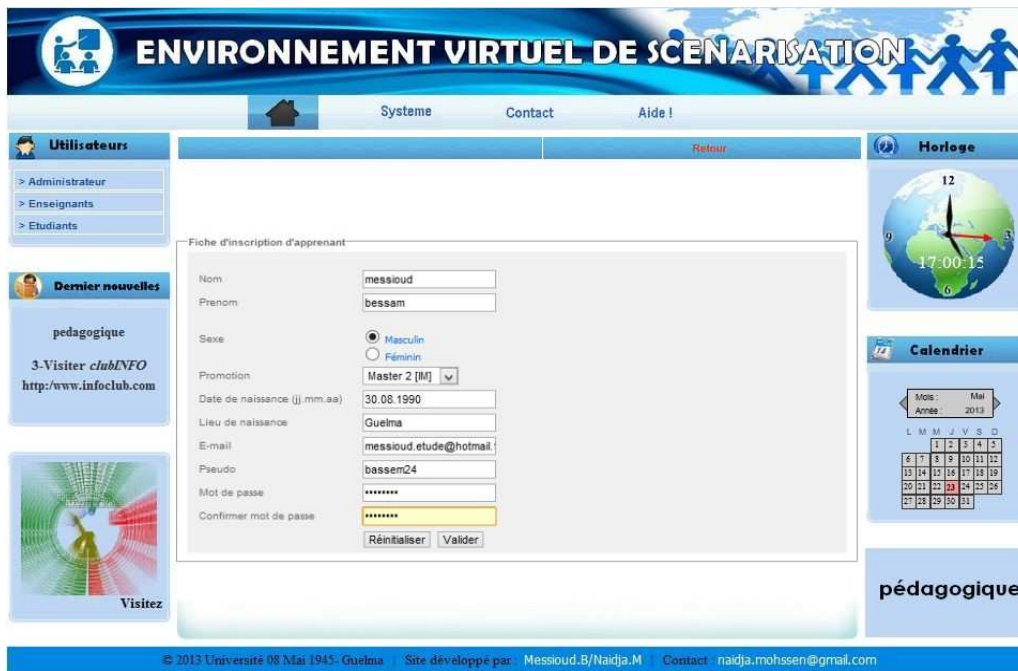 ENVIRONNEMENT VIRTUEL DE SCENARISATION
Systeme Contact Aide !
Utilisateurs
> Administrateur
> Enseignants
> Etudiants
Dernier nouvelles
pedagogique
3-Visiter clubINFO
http:/www.infoclub.com
Visitez
Retour
Fiche d'inscription d'apprenant
Nom messioud
Prenom bessam
Sexe Masculin
Féminin
Promotion Master 2 [IM]
Date de naissance (jj.mm.aa) 30.08.1990
Lieu de naissance Guelma
E-mail messioud.etude@hotmail.
Pseudo bassem24
Mot de passe ••••••••
Confirmer mot de passe ••••••••
Réinitialiser Valider
Horloge
12
9 3
17:00:15
6
Calendrier
Mois : Mai
Année : 2013
L M M J V S D
1 2 3 4 5
6 7 8 9 10 11 12
13 14 15 16 17 18 19
20 21 22 23 24 25 26
27 28 29 30 31
pédagogique
© 2013 Université 08 Mai 1945- Guelma | Site développé par : Messioud.B/Naidja.M | Contact : naidja.mohssen@gmail.com